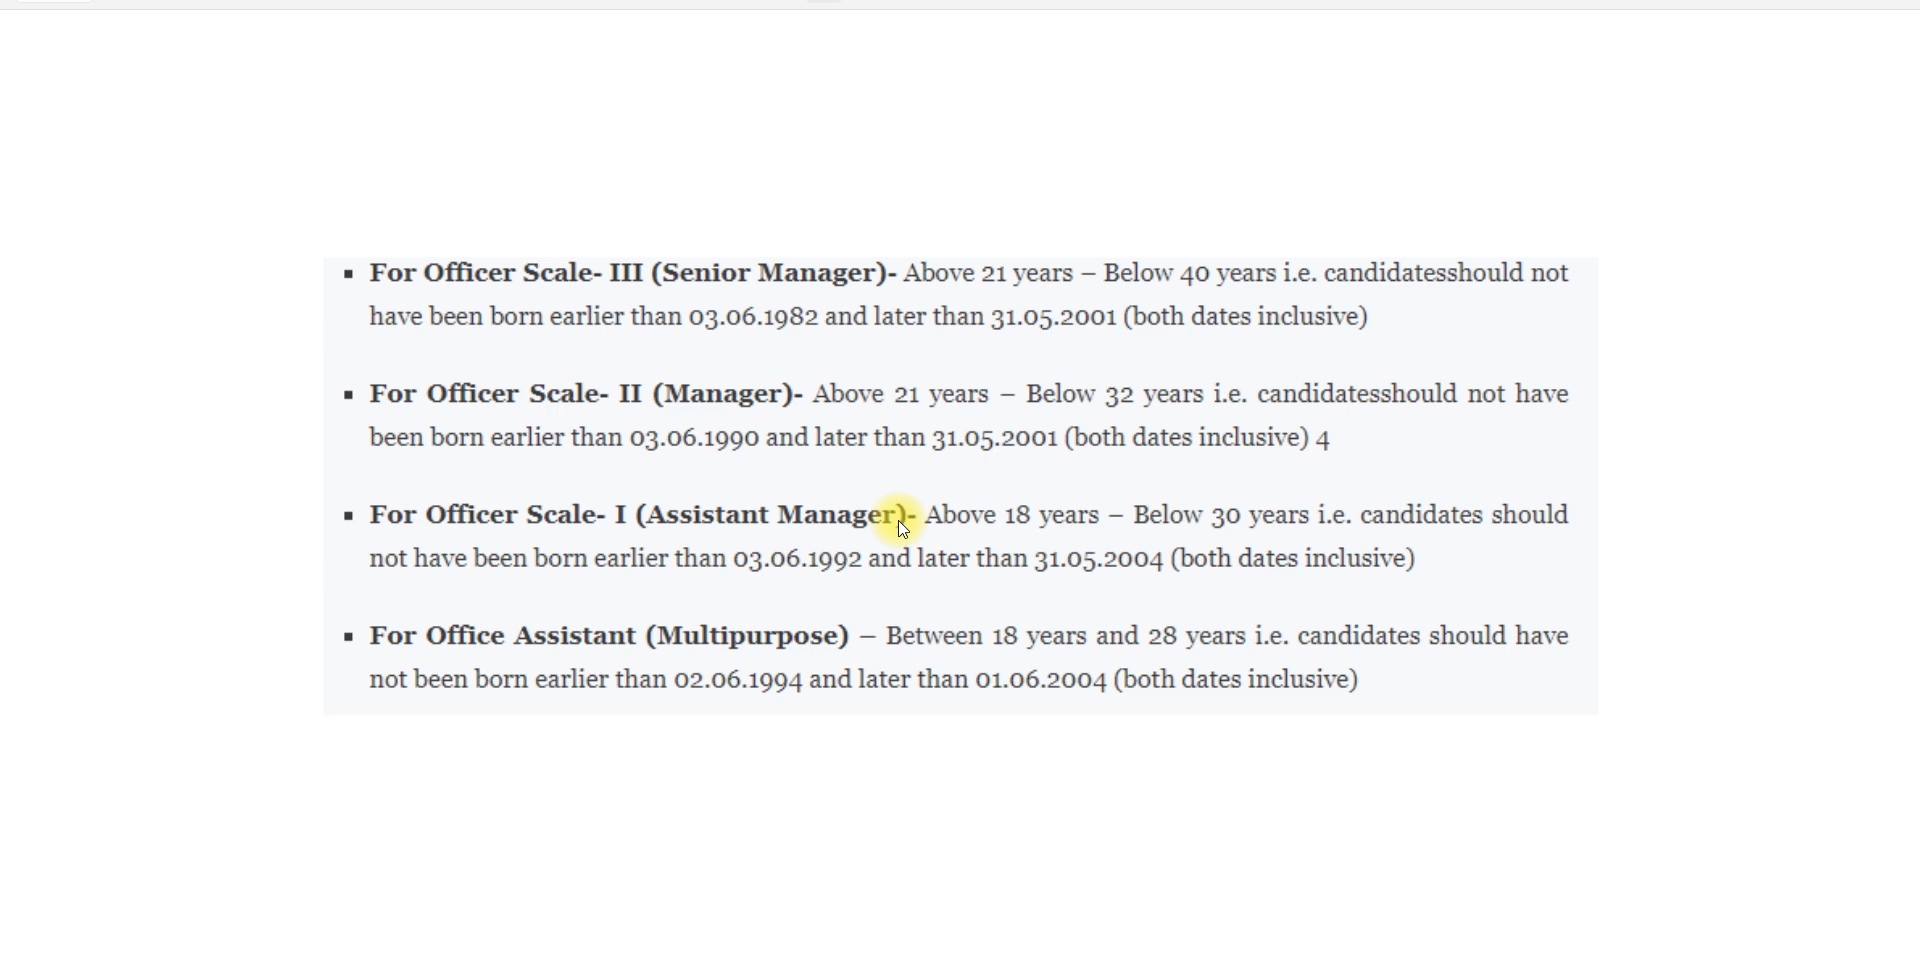 ▪ For Officer Scale- III (Senior Manager)- Above 21 years – Below 40 years i.e. candidatesshould not
have been born earlier than 03.06.1982 and later than 31.05.2001 (both dates inclusive)
▪ For Officer Scale- II (Manager)- Above 21 years – Below 32 years i.e. candidatesshould not have
been born earlier than 03.06.1990 and later than 31.05.2001 (both dates inclusive) 4
▪ For Officer Scale- I (Assistant Manager)- Above 18 years – Below 30 years i.e. candidates should
not have been born earlier than 03.06.1992 and later than 31.05.2004 (both dates inclusive)
▪ For Office Assistant (Multipurpose) – Between 18 years and 28 years i.e. candidates should have
not been born earlier than 02.06.1994 and later than 01.06.2004 (both dates inclusive)